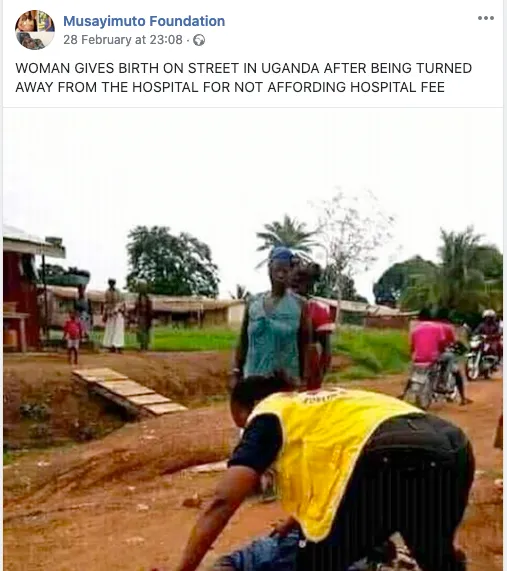 Musayimuto Foundation
28 February at 23:08 ·
WOMAN GIVES BIRTH ON STREET IN UGANDA AFTER BEING TURNED
AWAY FROM THE HOSPITAL FOR NOT AFFORDING HOSPITAL FEE